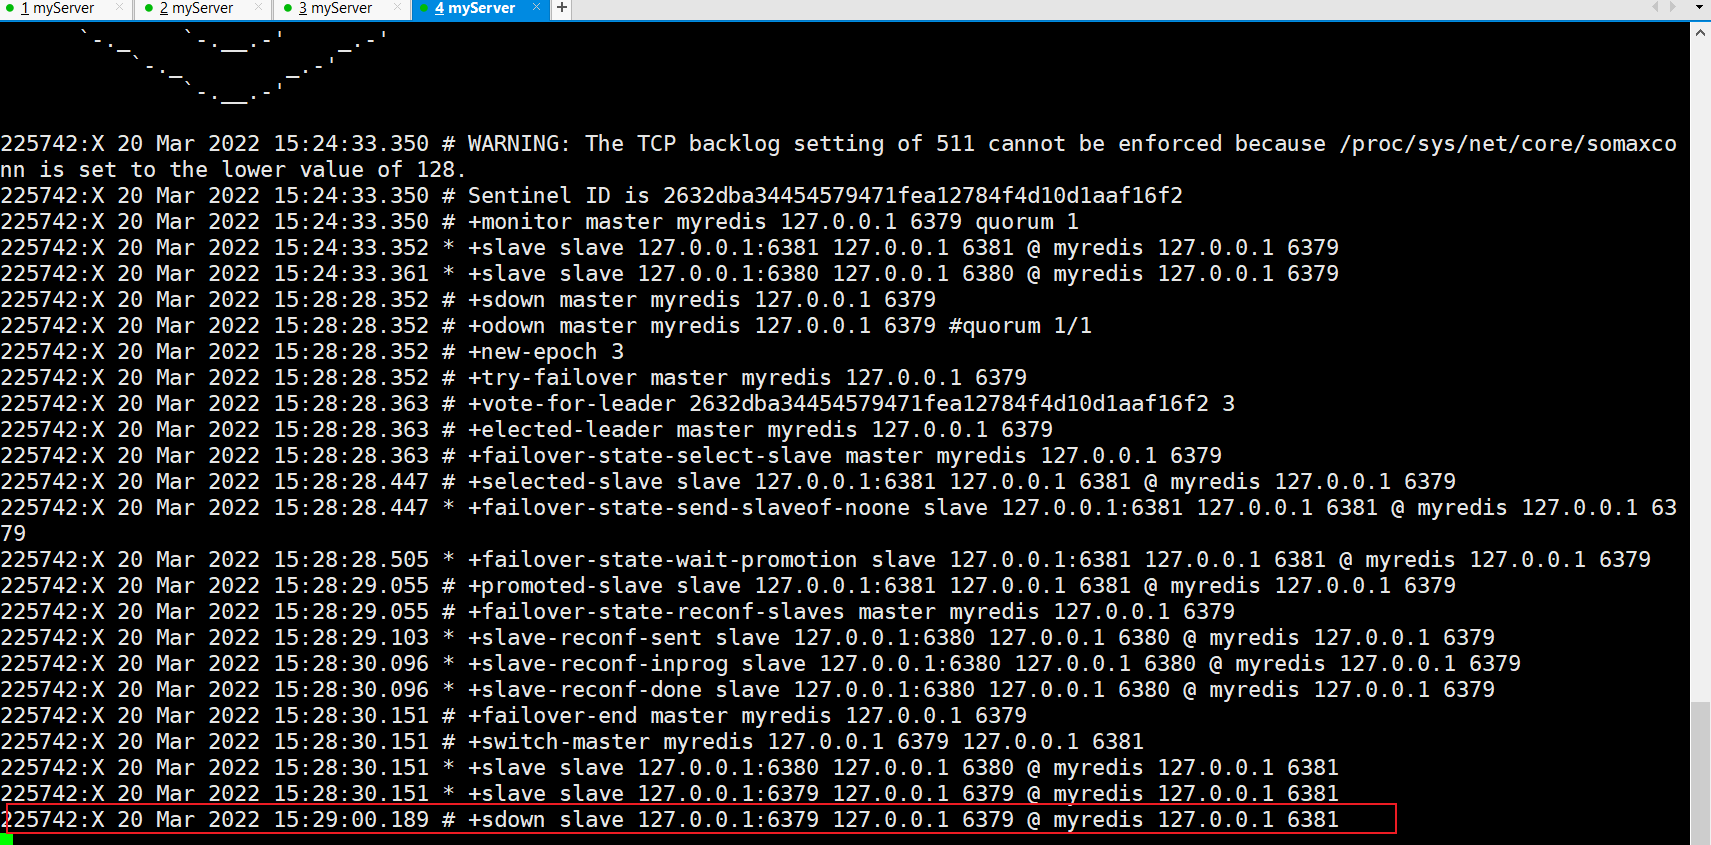 1 myServer × 2 myServer × 3 myServer × 4 myServer × +
`-._    `-.__.-'    _.-'
`-._        _.-'
`-.__.-'
225742:X 20 Mar 2022 15:24:33.350 # WARNING: The TCP backlog setting of 511 cannot be enforced because /proc/sys/net/core/somaxco
nn is set to the lower value of 128.
225742:X 20 Mar 2022 15:24:33.350 # Sentinel ID is 2632dba34454579471fea12784f4d10d1aaf16f2
225742:X 20 Mar 2022 15:24:33.350 # +monitor master myredis 127.0.0.1 6379 quorum 1
225742:X 20 Mar 2022 15:24:33.352 * +slave slave 127.0.0.1:6381 127.0.0.1 6381 @ myredis 127.0.0.1 6379
225742:X 20 Mar 2022 15:24:33.361 * +slave slave 127.0.0.1:6380 127.0.0.1 6380 @ myredis 127.0.0.1 6379
225742:X 20 Mar 2022 15:28:28.352 # +sdown master myredis 127.0.0.1 6379
225742:X 20 Mar 2022 15:28:28.352 # +odown master myredis 127.0.0.1 6379 #quorum 1/1
225742:X 20 Mar 2022 15:28:28.352 # +new-epoch 3
225742:X 20 Mar 2022 15:28:28.352 # +try-failover master myredis 127.0.0.1 6379
225742:X 20 Mar 2022 15:28:28.363 # +vote-for-leader 2632dba34454579471fea12784f4d10d1aaf16f2 3
225742:X 20 Mar 2022 15:28:28.363 # +elected-leader master myredis 127.0.0.1 6379
225742:X 20 Mar 2022 15:28:28.363 # +failover-state-select-slave master myredis 127.0.0.1 6379
225742:X 20 Mar 2022 15:28:28.447 # +selected-slave slave 127.0.0.1:6381 127.0.0.1 6381 @ myredis 127.0.0.1 6379
225742:X 20 Mar 2022 15:28:28.447 * +failover-state-send-slaveof-noone slave 127.0.0.1:6381 127.0.0.1 6381 @ myredis 127.0.0.1 63
79
225742:X 20 Mar 2022 15:28:28.505 * +failover-state-wait-promotion slave 127.0.0.1:6381 127.0.0.1 6381 @ myredis 127.0.0.1 6379
225742:X 20 Mar 2022 15:28:29.055 # +promoted-slave slave 127.0.0.1:6381 127.0.0.1 6381 @ myredis 127.0.0.1 6379
225742:X 20 Mar 2022 15:28:29.055 # +failover-state-reconf-slaves master myredis 127.0.0.1 6379
225742:X 20 Mar 2022 15:28:29.103 * +slave-reconf-sent slave 127.0.0.1:6380 127.0.0.1 6380 @ myredis 127.0.0.1 6379
225742:X 20 Mar 2022 15:28:30.096 * +slave-reconf-inprog slave 127.0.0.1:6380 127.0.0.1 6380 @ myredis 127.0.0.1 6379
225742:X 20 Mar 2022 15:28:30.096 * +slave-reconf-done slave 127.0.0.1:6380 127.0.0.1 6380 @ myredis 127.0.0.1 6379
225742:X 20 Mar 2022 15:28:30.151 # +failover-end master myredis 127.0.0.1 6379
225742:X 20 Mar 2022 15:28:30.151 # +switch-master myredis 127.0.0.1 6379 127.0.0.1 6381
225742:X 20 Mar 2022 15:28:30.151 * +slave slave 127.0.0.1:6380 127.0.0.1 6380 @ myredis 127.0.0.1 6381
225742:X 20 Mar 2022 15:28:30.151 * +slave slave 127.0.0.1:6379 127.0.0.1 6379 @ myredis 127.0.0.1 6381
225742:X 20 Mar 2022 15:29:00.189 # +sdown slave 127.0.0.1:6379 127.0.0.1 6379 @ myredis 127.0.0.1 6381